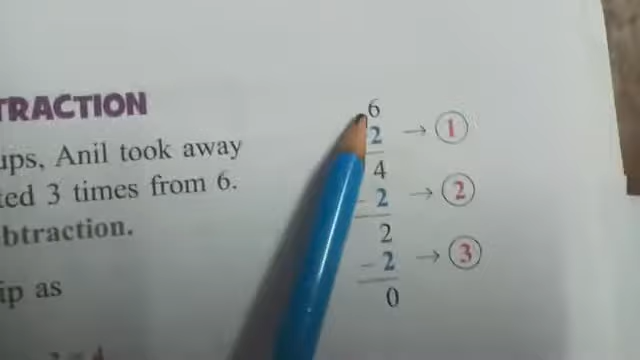 TRACTION
ups, Anil took away
ted 3 times from 6.
btraction.
ip as
6
2 → 1
4
- 2 → 2
2
- 2 → 3
0